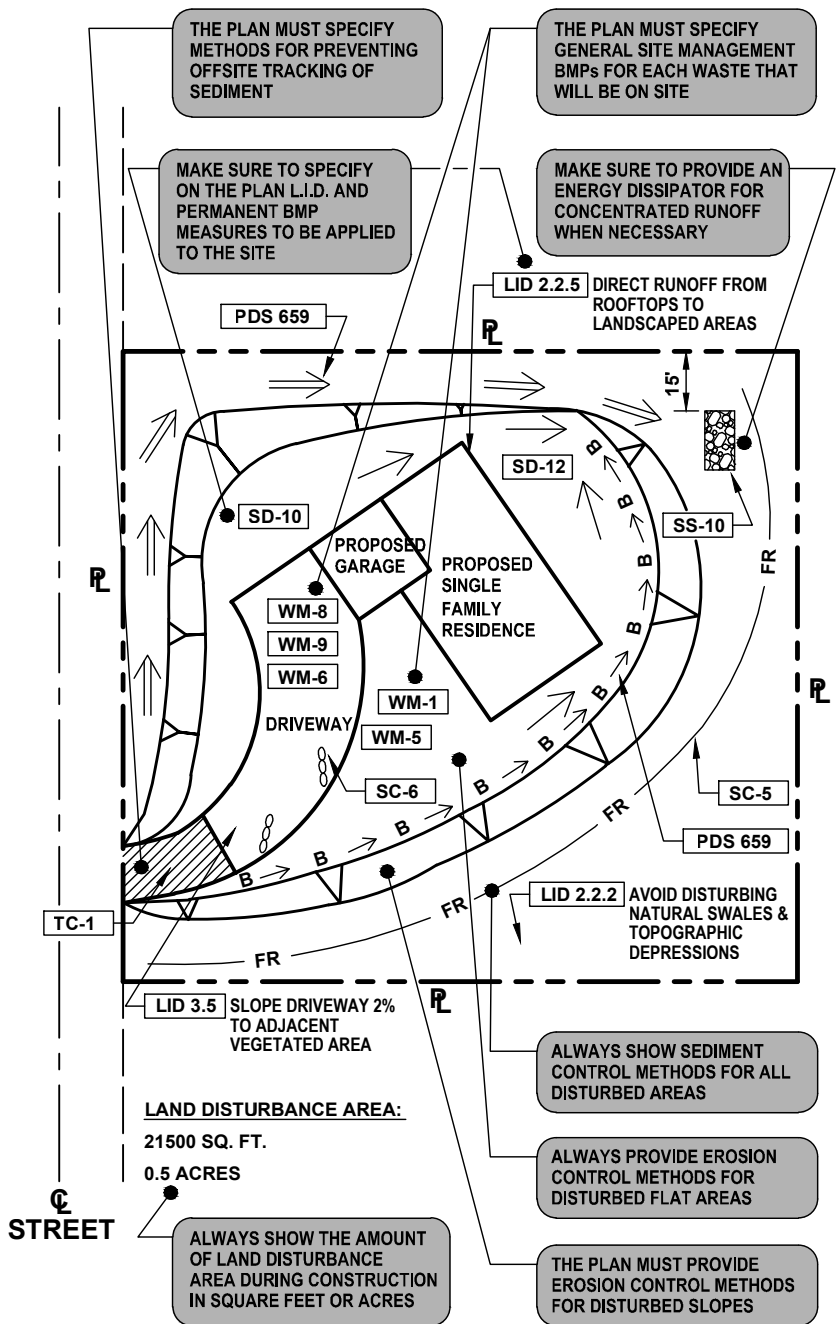 THE PLAN MUST SPECIFY
METHODS FOR PREVENTING
OFFSITE TRACKING OF
SEDIMENT
THE PLAN MUST SPECIFY
GENERAL SITE MANAGEMENT
BMPs FOR EACH WASTE THAT
WILL BE ON SITE
MAKE SURE TO SPECIFY
ON THE PLAN L.I.D. AND
PERMANENT BMP
MEASURES TO BE APPLIED
TO THE SITE
MAKE SURE TO PROVIDE AN
ENERGY DISSIPATOR FOR
CONCENTRATED RUNOFF
WHEN NECESSARY
LID 2.2.5 DIRECT RUNOFF FROM
ROOFTOPS TO
LANDSCAPED AREAS
PDS 659
PL
15'
SD-12
SD-10
SS-10
PROPOSED
GARAGE
PROPOSED
SINGLE
FAMILY
RESIDENCE
FR
PL
WM-8
WM-9
WM-6
WM-1
WM-5
PL
DRIVEWAY
SC-6
SC-5
PDS 659
B
B
B
B
B
B
B
B
B
B
B
B
FR
FR
FR
TC-1
LID 2.2.2 AVOID DISTURBING
NATURAL SWALES &
TOPOGRAPHIC
DEPRESSIONS
PL
LID 3.5 SLOPE DRIVEWAY 2%
TO ADJACENT
VEGETATED AREA
ALWAYS SHOW SEDIMENT
CONTROL METHODS FOR ALL
DISTURBED AREAS
LAND DISTURBANCE AREA:
21500 SQ. FT.
0.5 ACRES
ALWAYS PROVIDE EROSION
CONTROL METHODS FOR
DISTURBED FLAT AREAS
CL
STREET
ALWAYS SHOW THE AMOUNT
OF LAND DISTURBANCE
AREA DURING CONSTRUCTION
IN SQUARE FEET OR ACRES
THE PLAN MUST PROVIDE
EROSION CONTROL METHODS
FOR DISTURBED SLOPES